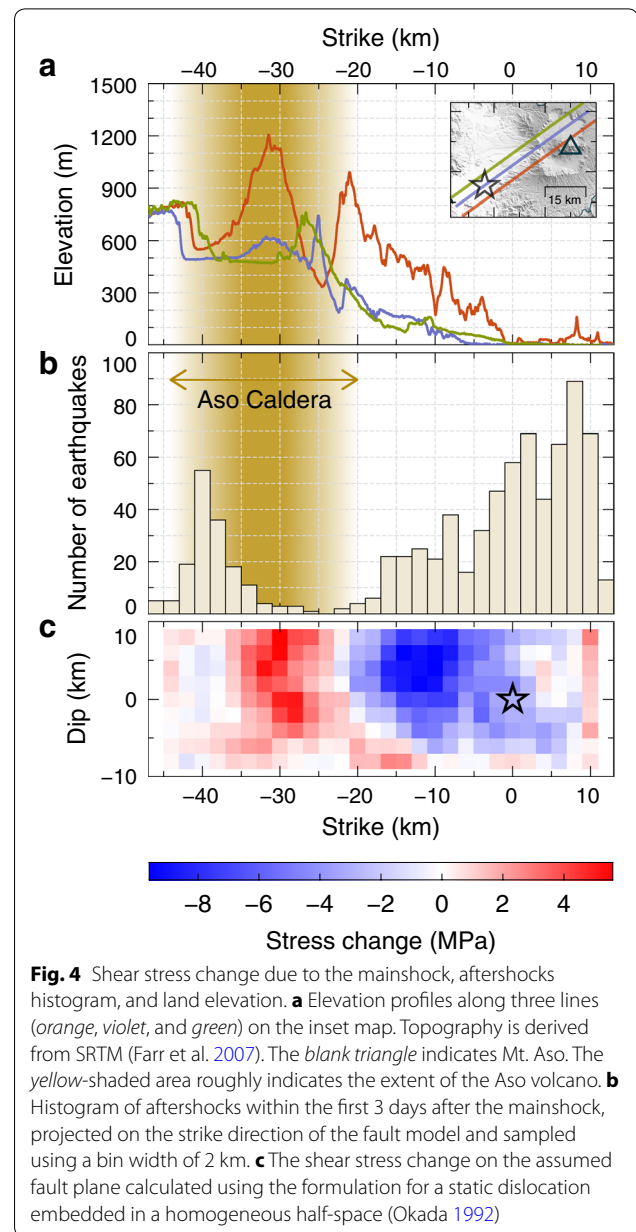 Strike (km)
−40 −30 −20 −10 0 10
a
1500
1200
900
600
300
0
Elevation (m)
15 km
b
100
80
60
40
20
0
Number of earthquakes
Aso Caldera
c
10
0
−10
Dip (km)
−40 −30 −20 −10 0 10
Strike (km)
−8 −6 −4 −2 0 2 4
Stress change (MPa)
Fig. 4 Shear stress change due to the mainshock, aftershocks
histogram, and land elevation. a Elevation profiles along three lines
(orange, violet, and green) on the inset map. Topography is derived
from SRTM (Farr et al. 2007). The blank triangle indicates Mt. Aso. The
yellow-shaded area roughly indicates the extent of the Aso volcano. b
Histogram of aftershocks within the first 3 days after the mainshock,
projected on the strike direction of the fault model and sampled
using a bin width of 2 km. c The shear stress change on the assumed
fault plane calculated using the formulation for a static dislocation
embedded in a homogeneous half-space (Okada 1992)